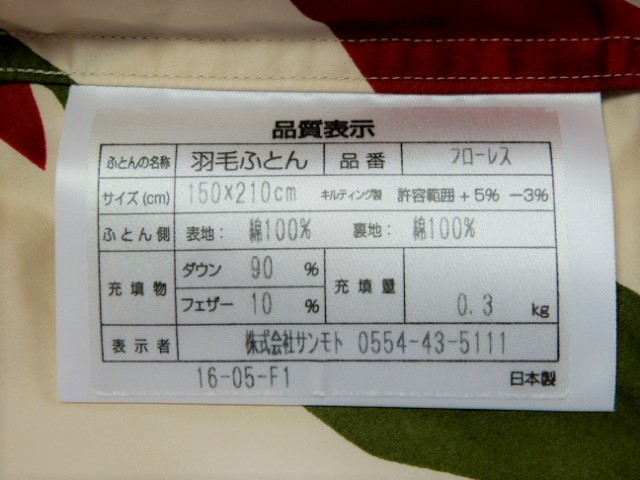 品質表示
ふとんの名称 羽毛ふとん 品番 フローレス
サイズ(cm) 150×210cm キルティング製 許容範囲+5% −3%
ふとん側 表地: 綿100% 裏地: 綿100%
充填物 ダウン 90 % 充填量 0.3 kg
フェザー 10 %
表示者 株式会社サンモト 0554-43-5111
16-05-F1 日本製